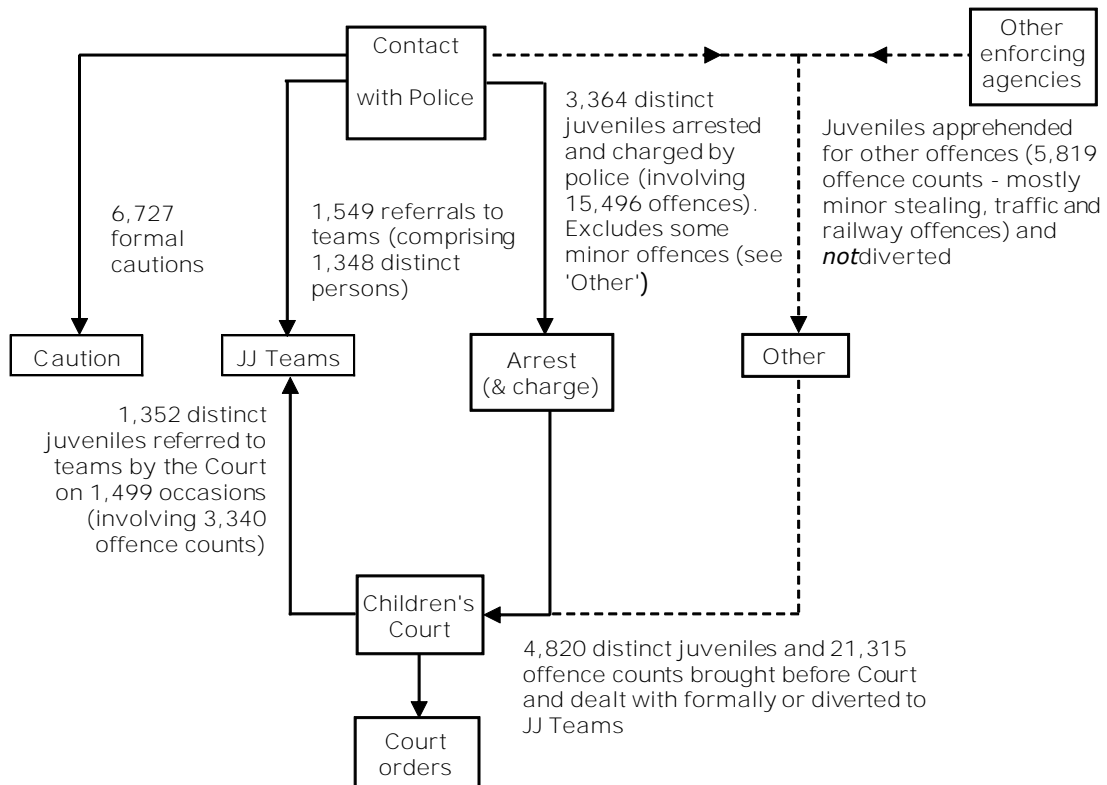 Contact
with Police
Other
enforcing
agencies
6,727
formal
cautions
1,549 referrals to
teams (comprising
1,348 distinct
persons)
3,364 distinct
juveniles arrested
and charged by
police (involving
15,496 offences).
Excludes some
minor offences (see
'Other')
Juveniles apprehended
for other offences (5,819
offence counts - mostly
minor stealing, traffic and
railway offences) and
not diverted
Caution
JJ Teams
Arrest
(& charge)
Other
1,352 distinct
juveniles referred to
teams by the Court
on 1,499 occasions
(involving 3,340
offence counts)
Children's
Court
4,820 distinct juveniles and 21,315
offence counts brought before Court
and dealt with formally or diverted to
JJ Teams
Court
orders